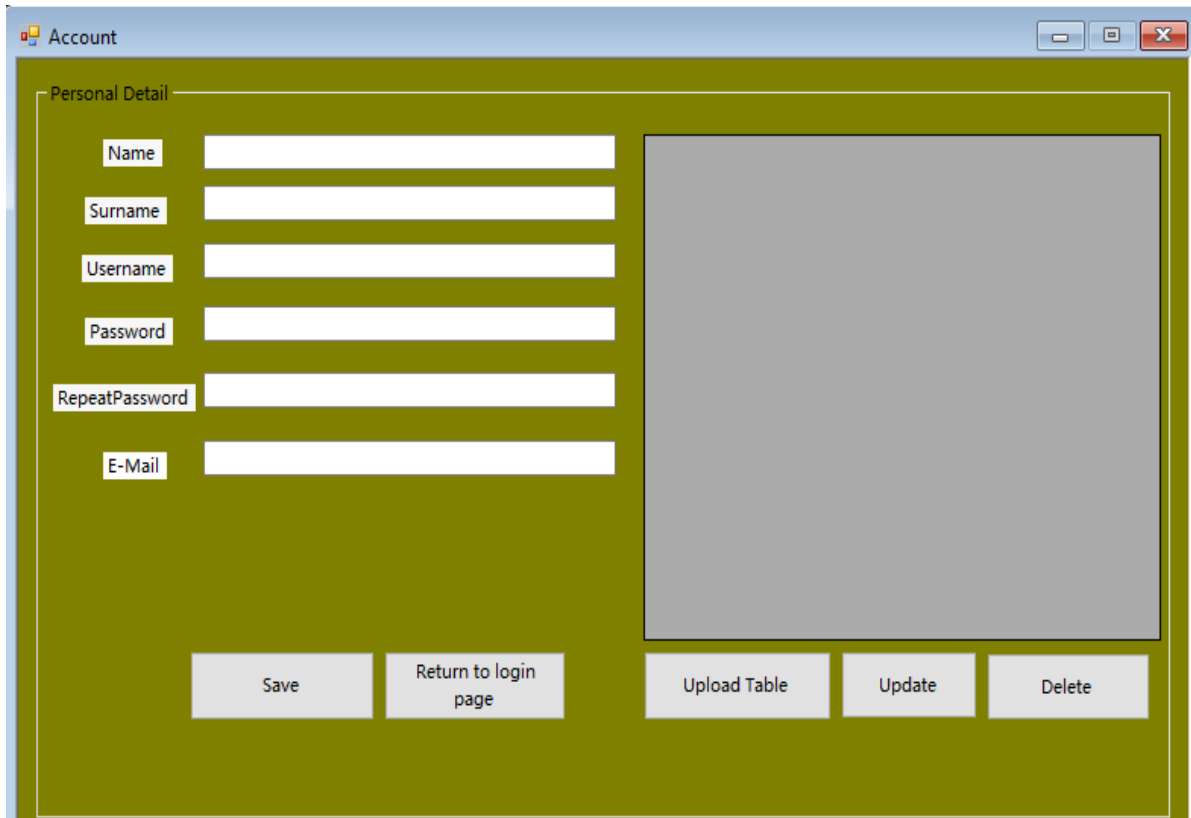 Account
Personal Detail
Name
Surname
Username
Password
RepeatPassword
E-Mail
Save
Return to login
page
Upload Table
Update
Delete